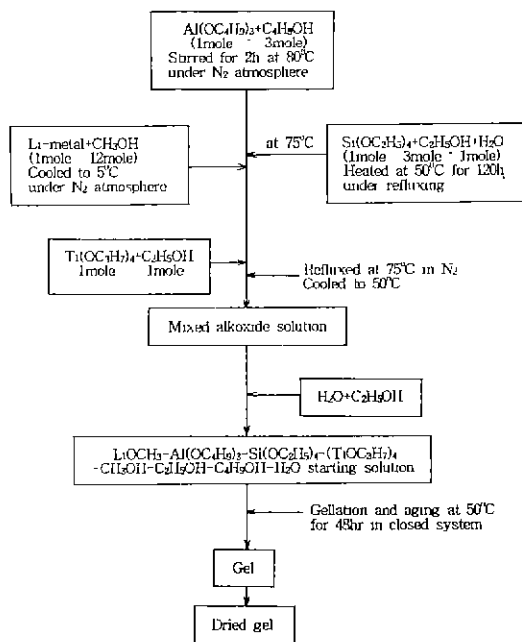 Al(OC4H9)3+C4H9OH
(1mole - 3mole)
Stirred for 2h at 80℃
under N2 atmosphere
Li-metal+CH3OH
(1mole 12mole)
Cooled to 5℃
under N2 atmosphere
at 75℃
Si(OC2H5)4+C2H5OH+H2O
(1mole 3mole - 1mole)
Heated at 50℃ for 120h
under refluxing
Ti(OC3H7)4+C2H5OH
1mole 1mole
Refluxed at 75℃ in N2
Cooled to 50℃
Mixed alkoxide solution
H2O+C2H5OH
LiOCH3-Al(OC4H9)3-Si(OC2H5)4-(TiOC3H7)4
-CH3OH-C2H5OH-C4H9OH-H2O starting solution
Gellation and aging at 50℃
for 48hr in closed system
Gel
Dried gel